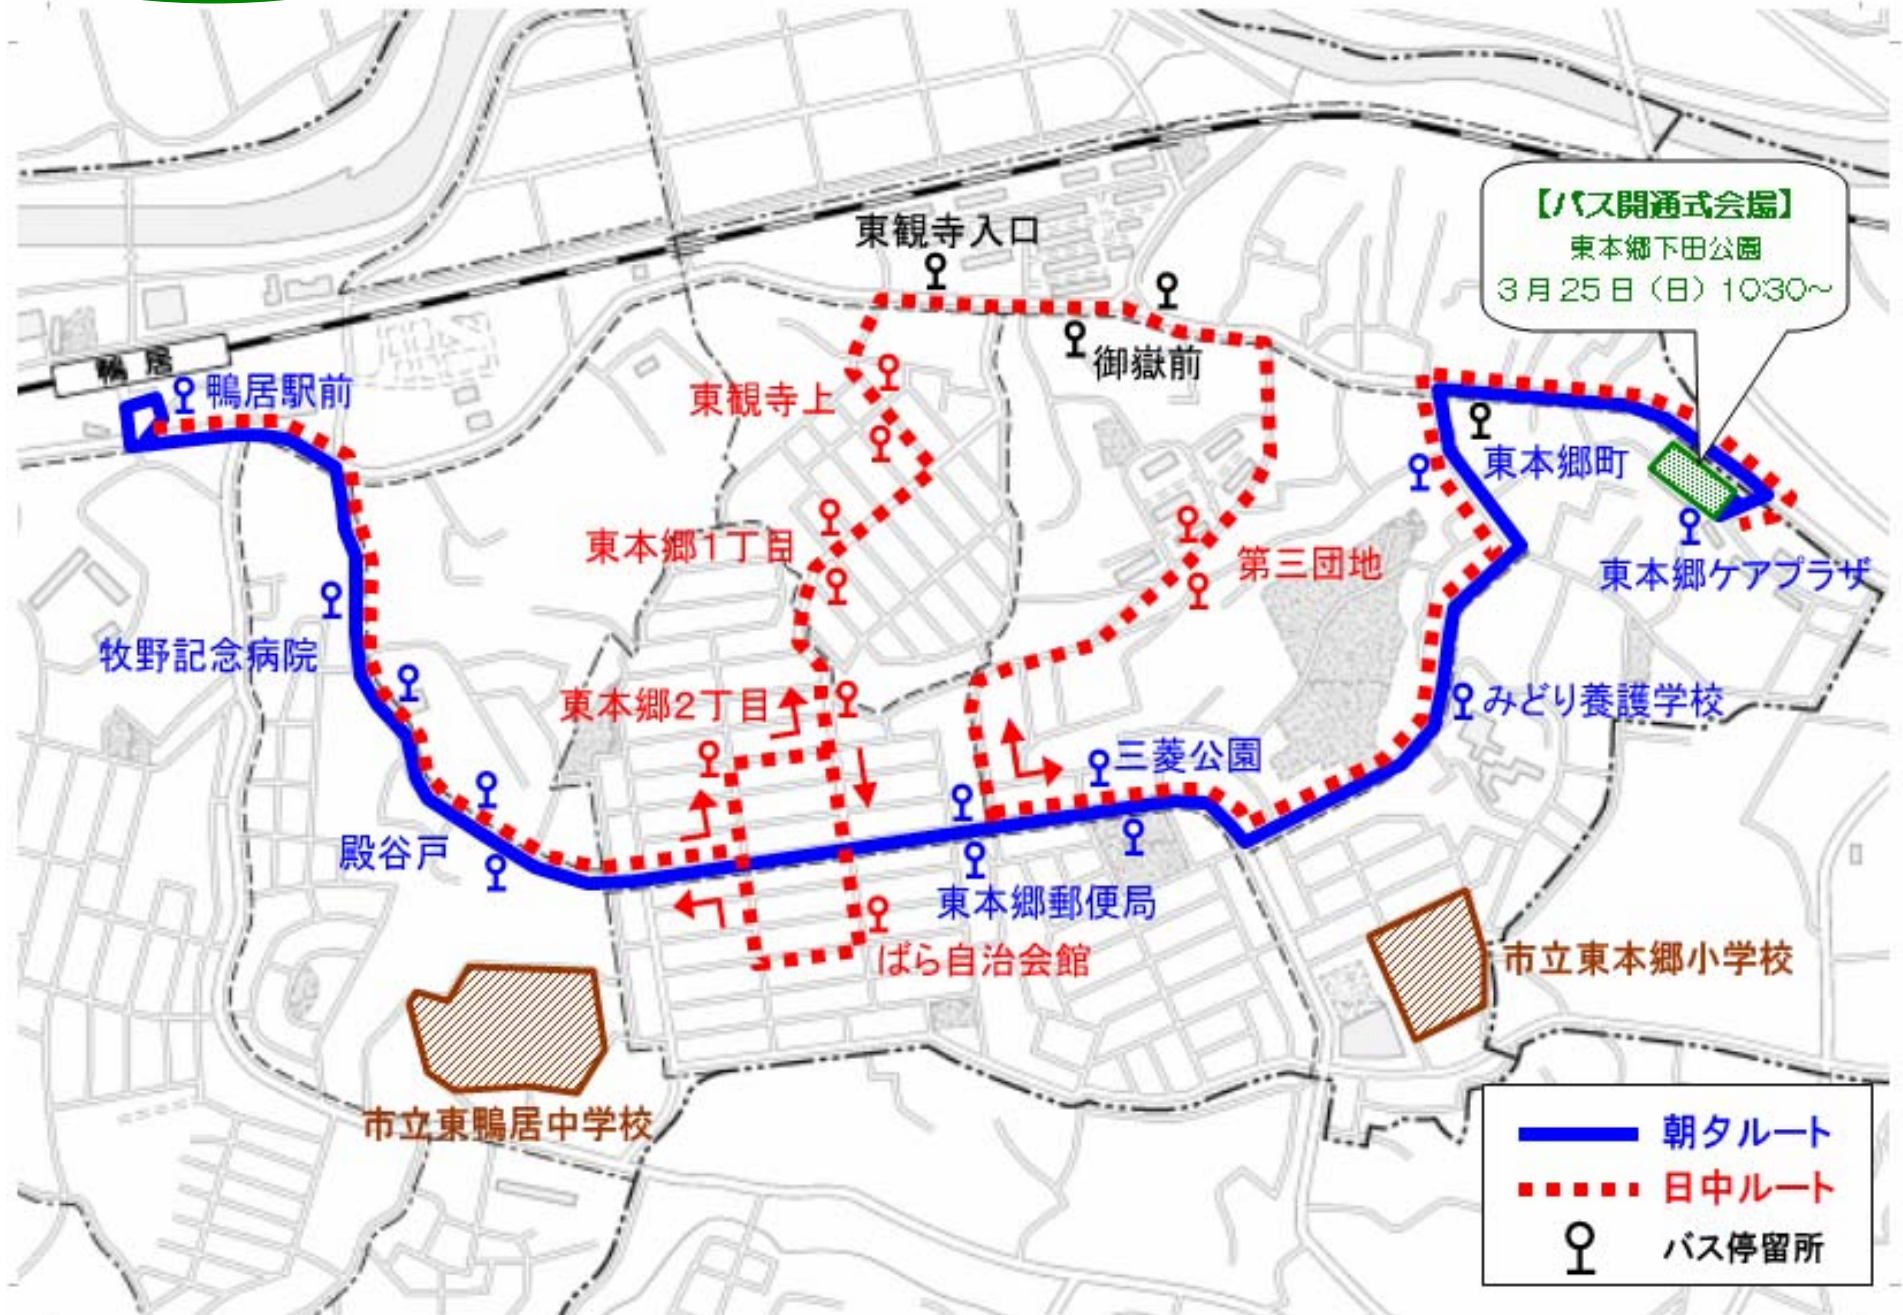 東観寺入口
【バス開通式会場】
東本郷下田公園
3月25日(日)10:30~
鴨居
鴨居駅前
御嶽前
東観寺上
東本郷町
東本郷1丁目
第三団地
東本郷ケアプラザ
牧野記念病院
東本郷2丁目
みどり養護学校
三菱公園
殿谷戸
東本郷郵便局
ばら自治会館
市立東本郷小学校
市立東鴨居中学校
朝夕ルート
日中ルート
バス停留所